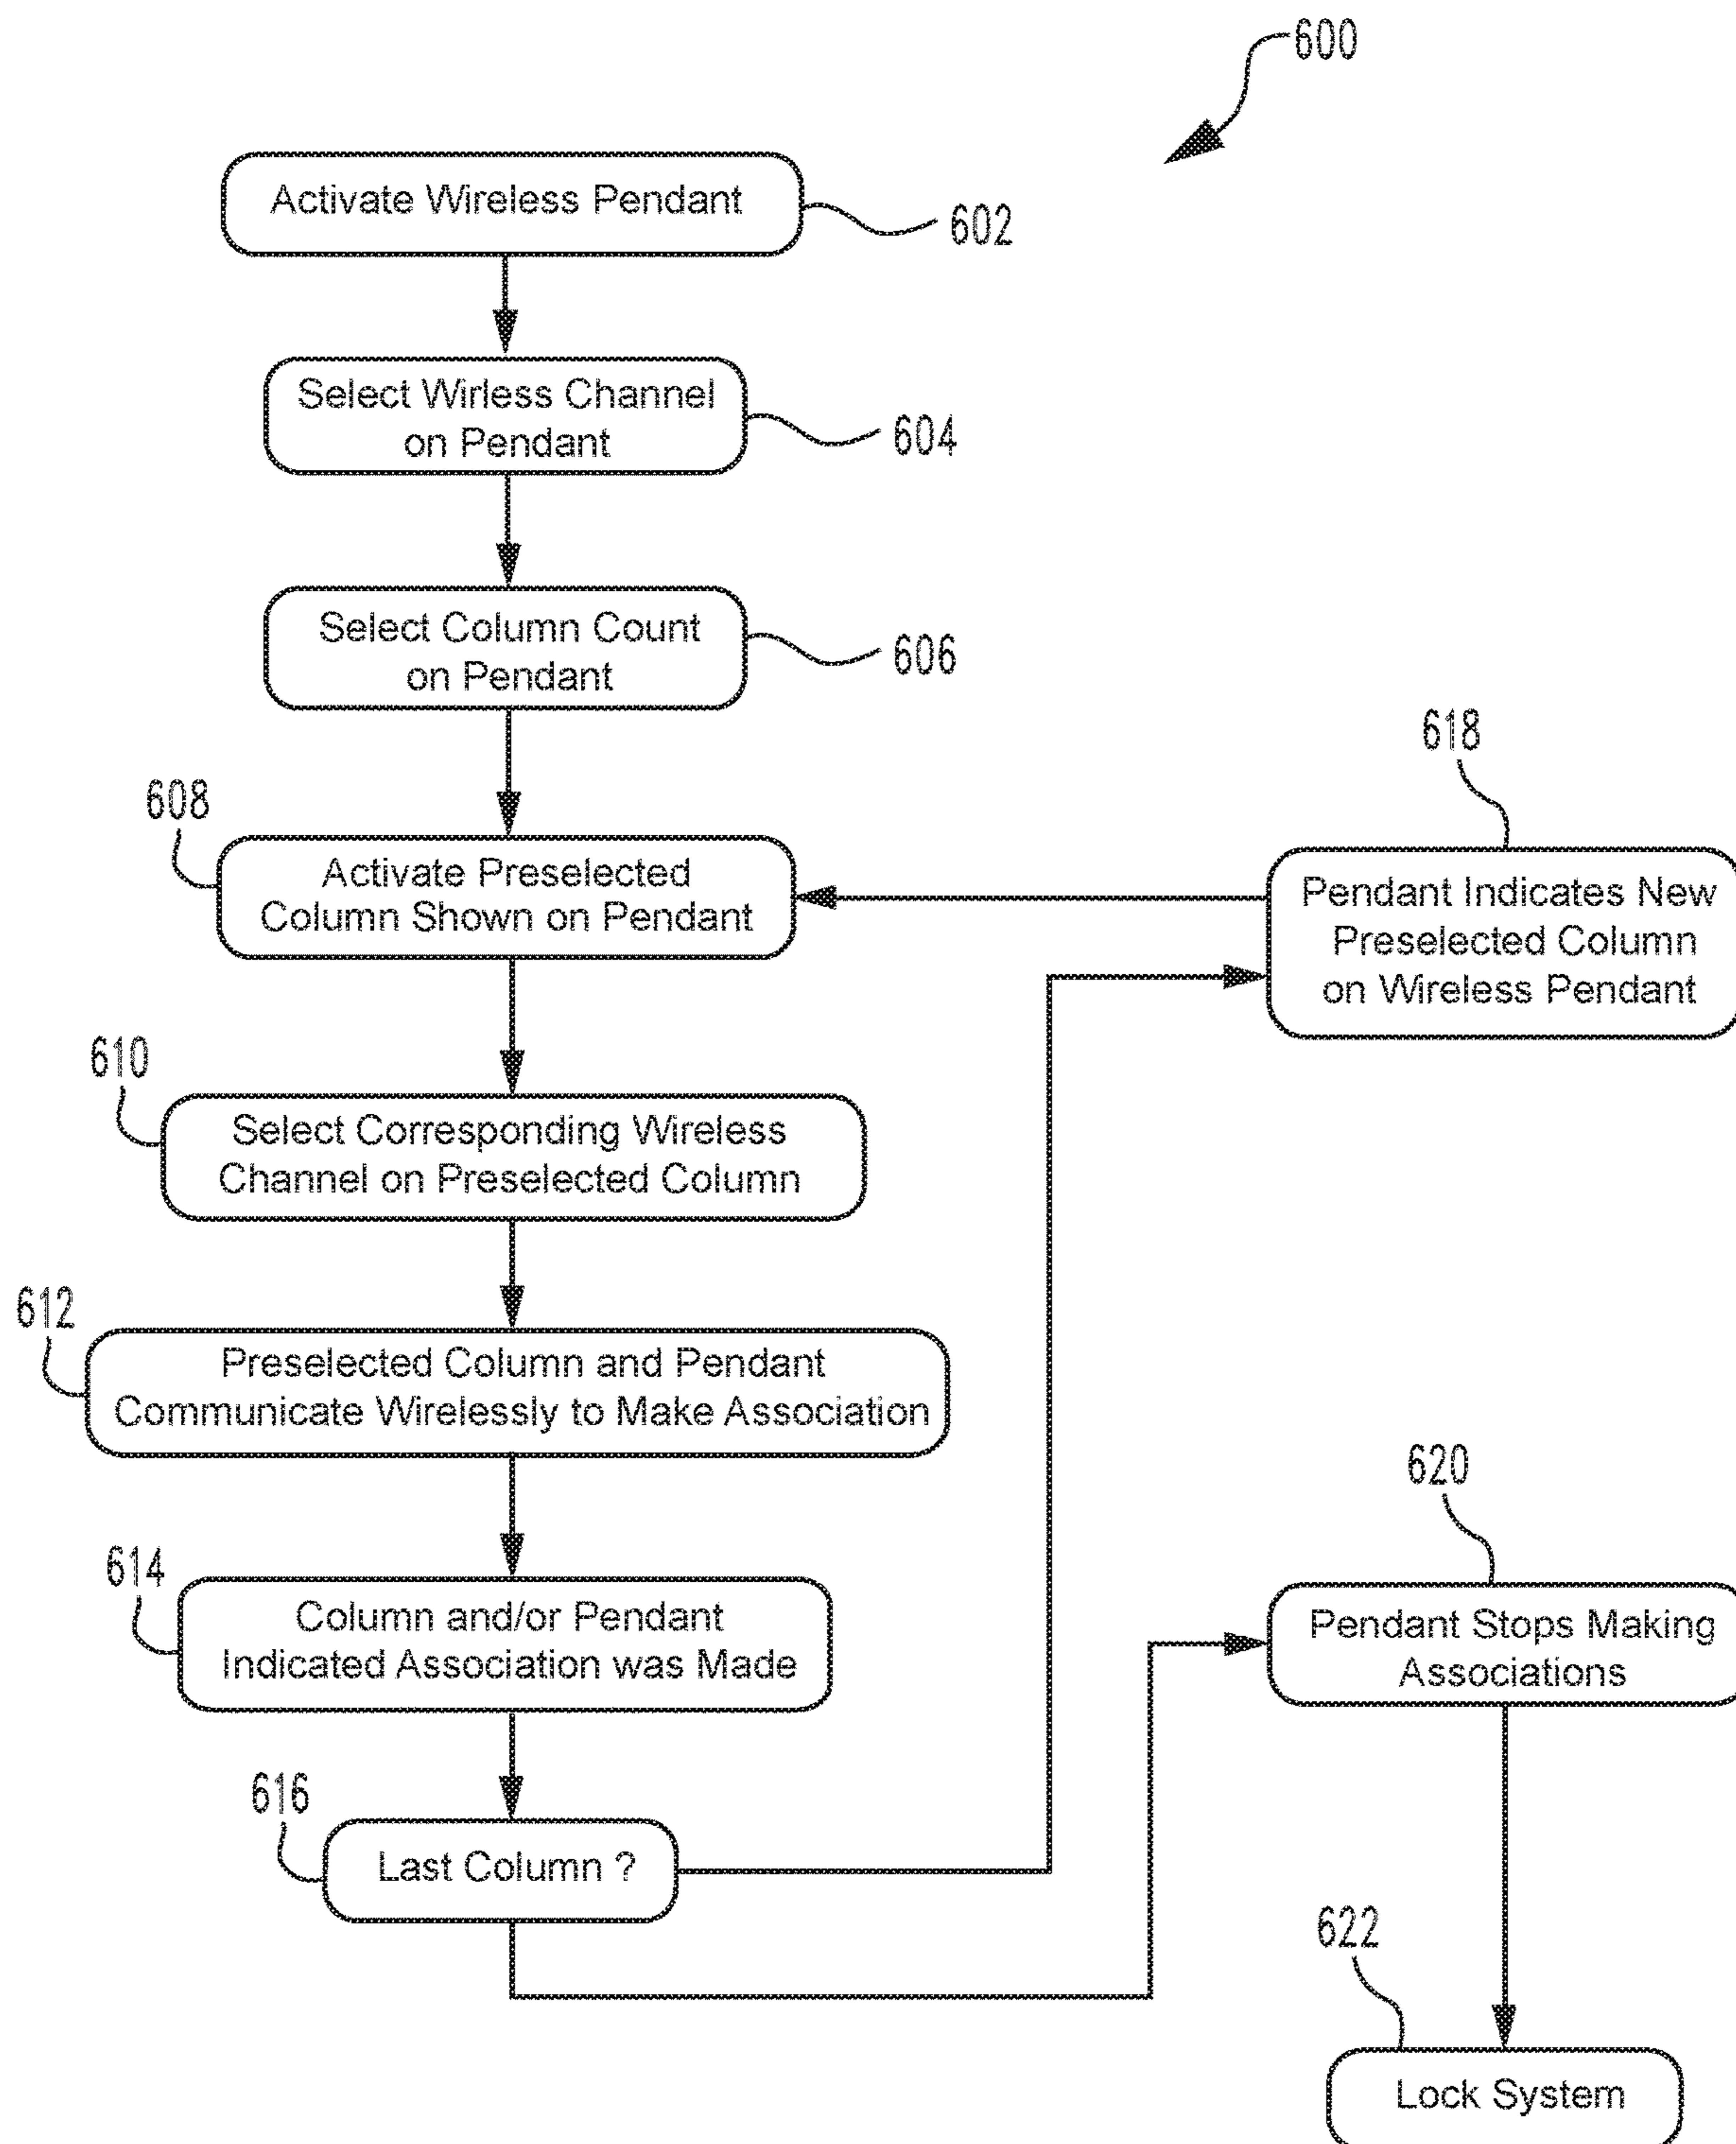 600
Activate Wireless Pendant
602
Select Wirless Channel
on Pendant
604
Select Column Count
on Pendant
606
618
608
Activate Preselected
Column Shown on Pendant
Pendant Indicates New
Preselected Column
on Wireless Pendant
610
Select Corresponding Wireless
Channel on Preselected Column
612
Preselected Column and Pendant
Communicate Wirelessly to Make Association
620
614
Column and/or Pendant
Indicated Association was Made
Pendant Stops Making
Associations
616
Last Column ?
622
Lock System